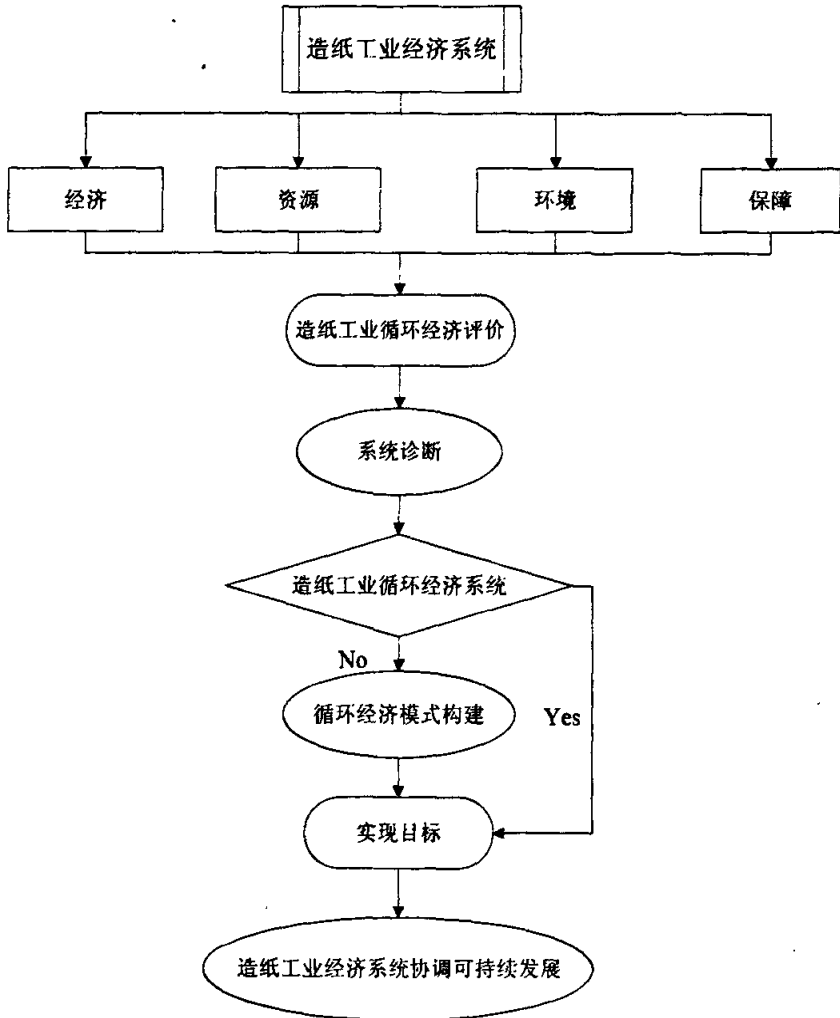 造纸工业经济系统
经济
资源
环境
保障
造纸工业循环经济评价
系统诊断
造纸工业循环经济系统
No
循环经济模式构建
Yes
实现目标
造纸工业经济系统协调可持续发展